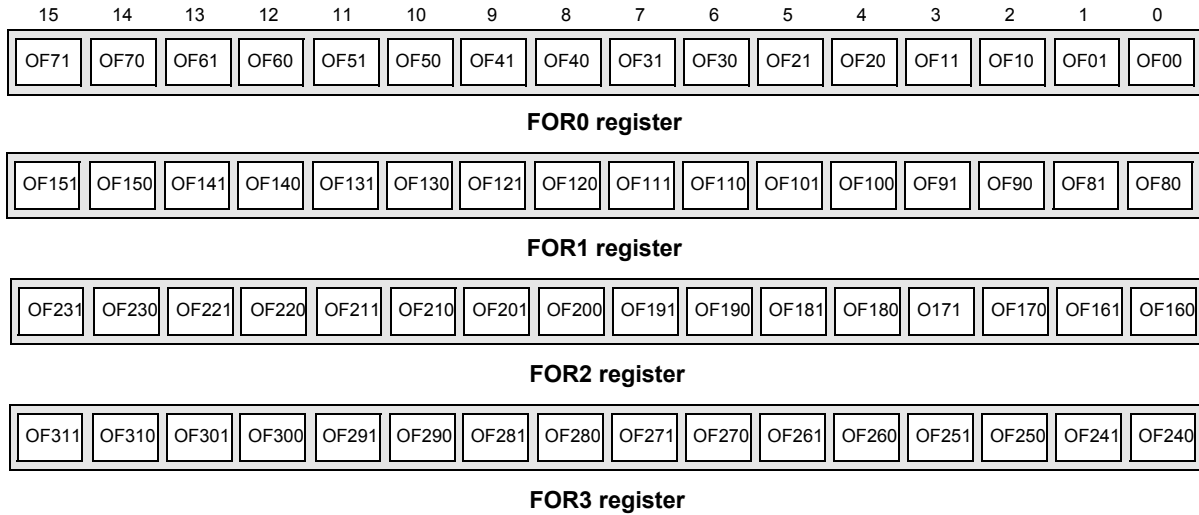 15 14 13 12 11 10 9 8 7 6 5 4 3 2 1 0
OF71 OF70 OF61 OF60 OF51 OF50 OF41 OF40 OF31 OF30 OF21 OF20 OF11 OF10 OF01 OF00
FOR0 register
OF151 OF150 OF141 OF140 OF131 OF130 OF121 OF120 OF111 OF110 OF101 OF100 OF91 OF90 OF81 OF80
FOR1 register
OF231 OF230 OF221 OF220 OF211 OF210 OF201 OF200 OF191 OF190 OF181 OF180 O171 OF170 OF161 OF160
FOR2 register
OF311 OF310 OF301 OF300 OF291 OF290 OF281 OF280 OF271 OF270 OF261 OF260 OF251 OF250 OF241 OF240
FOR3 register